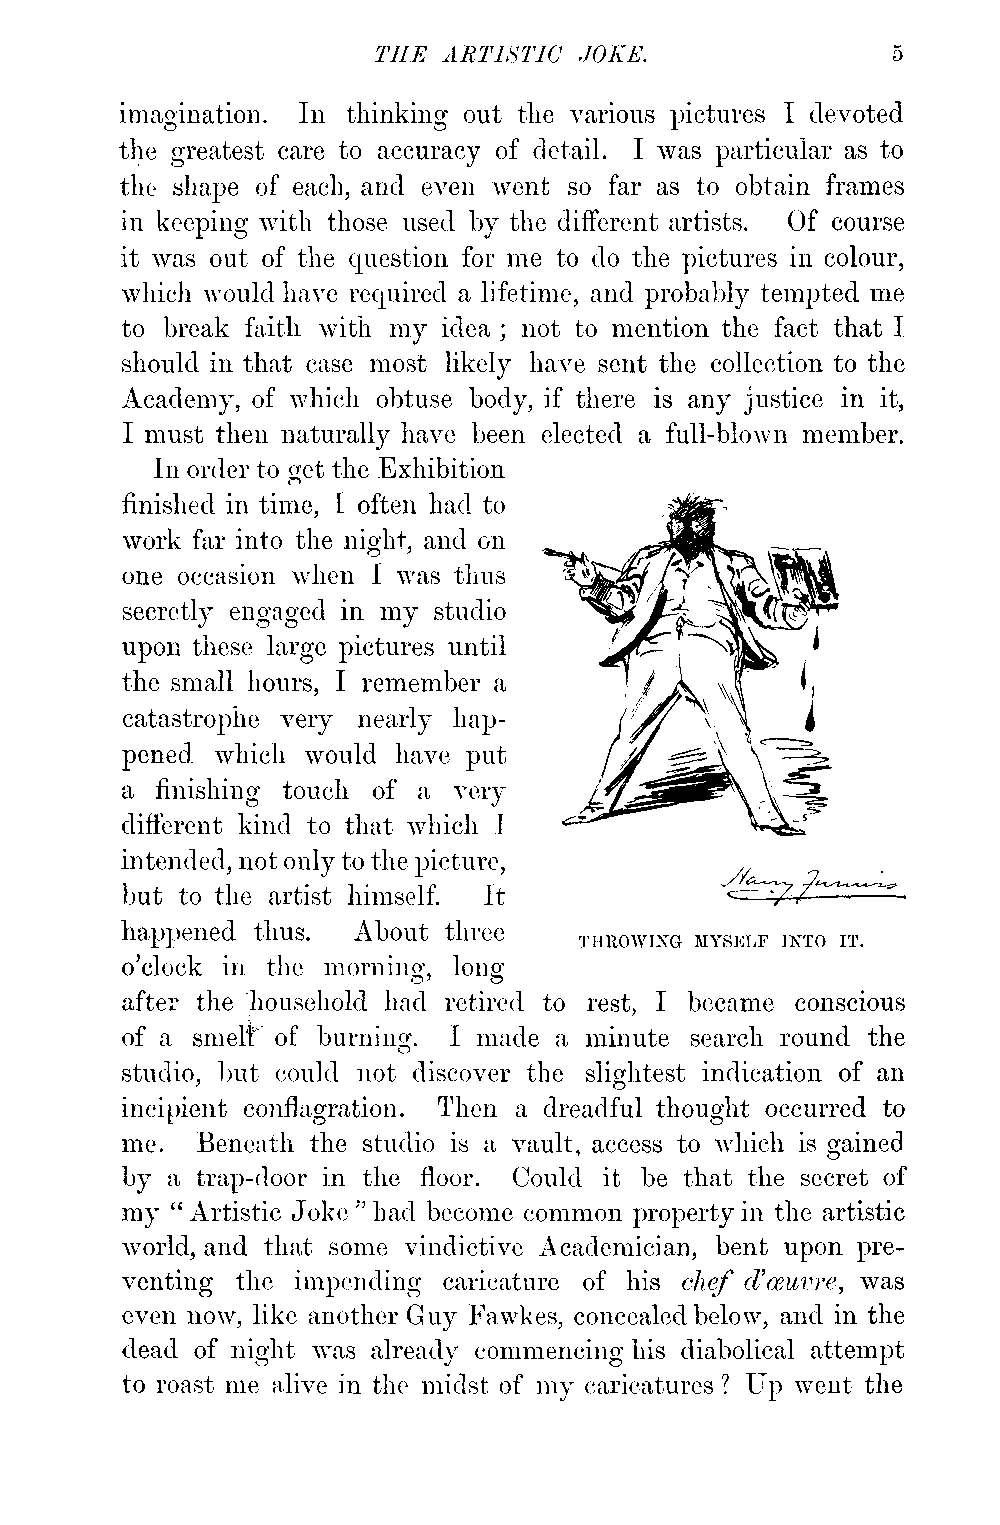 THE ARTISTIC JOKE. 5
imagination. In thinking out the various pictures I devoted
the greatest care to accuracy of detail. I was particular as to
the shape of each, and even went so far as to obtain frames
in keeping with those used by the different artists. Of course
it was out of the question for me to do the pictures in colour,
which would have required a lifetime, and probably tempted me
to break faith with my idea ; not to mention the fact that I
should in that case most likely have sent the collection to the
Academy, of which obtuse body, if there is any justice in it,
I must then naturally have been elected a full-blown member.
In order to get the Exhibition
finished in time, I often had to
work far into the night, and on
one occasion when I was thus
secretly engaged in my studio
upon these large pictures until
the small hours, I remember a
catastrophe very nearly hap-
pened which would have put
a finishing touch of a very
different kind to that which I
intended, not only to the picture,
but to the artist himself. It
happened thus. About three
o'clock in the morning, long
Harry Furniss
THROWING MYSELF INTO IT.
after the household had retired to rest, I became conscious
of a smell of burning. I made a minute search round the
studio, but could not discover the slightest indication of an
incipient conflagration. Then a dreadful thought occurred to
me. Beneath the studio is a vault, access to which is gained
by a trap-door in the floor. Could it be that the secret of
my “ Artistic Joke ” had become common property in the artistic
world, and that some vindictive Academician, bent upon pre-
venting the impending caricature of his chef d'œuvre, was
even now, like another Guy Fawkes, concealed below, and in the
dead of night was already commencing his diabolical attempt
to roast me alive in the midst of my caricatures ? Up went the